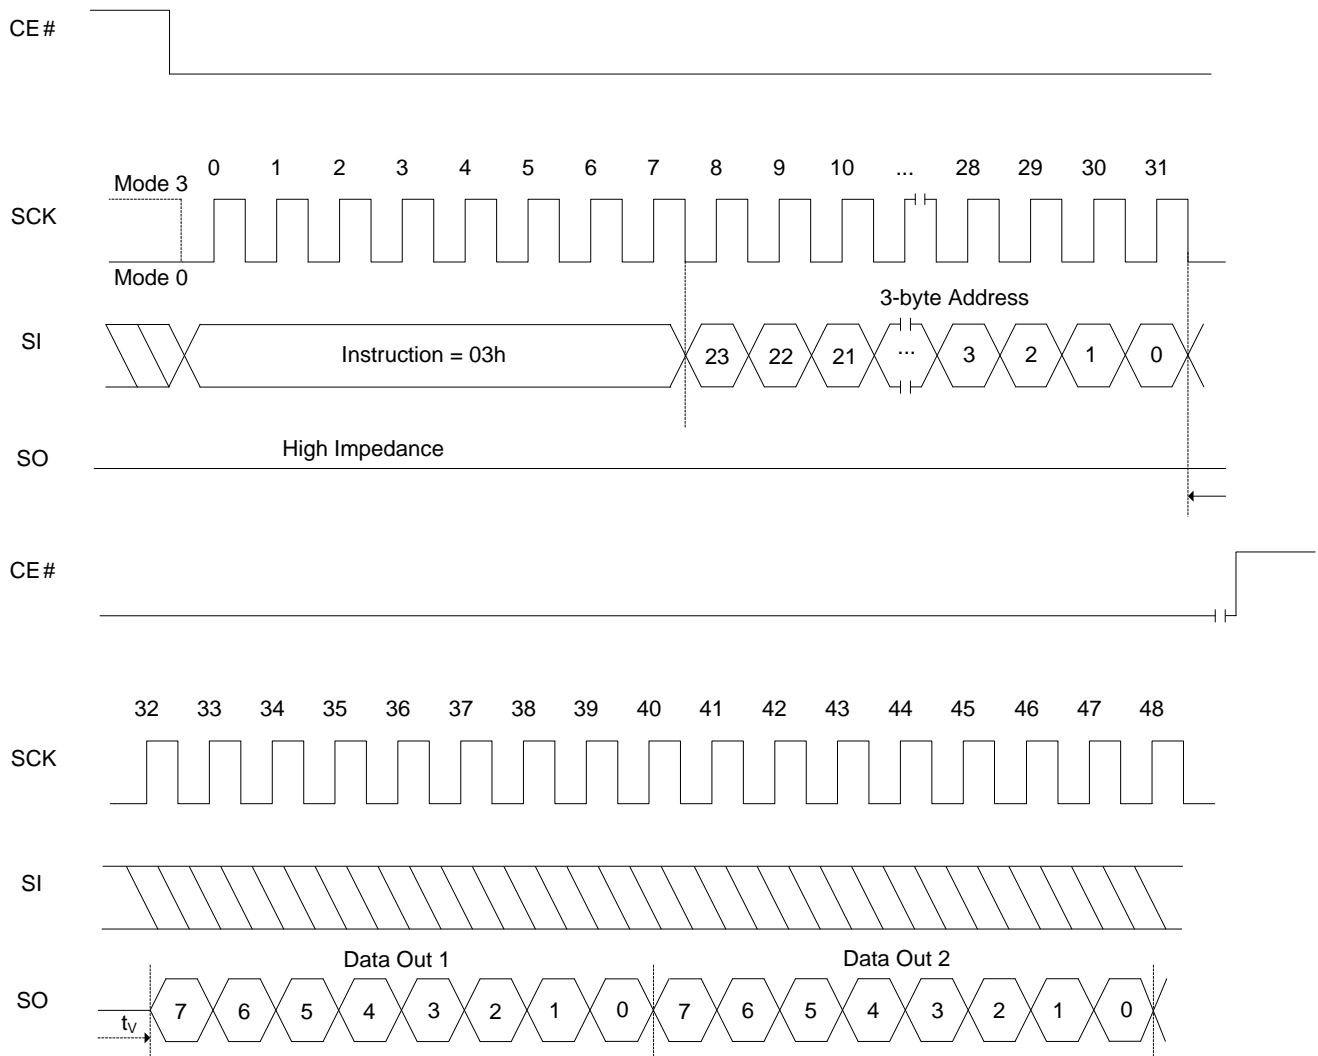 CE#
0 1 2 3 4 5 6 7 8 9 10 ... 28 29 30 31
Mode 3
SCK
Mode 0
3-byte Address
SI
Instruction = 03h
23 22 21 ... 3 2 1 0
High Impedance
SO
CE#
32 33 34 35 36 37 38 39 40 41 42 43 44 45 46 47 48
SCK
SI
Data Out 1 Data Out 2
SO
7 6 5 4 3 2 1 0 7 6 5 4 3 2 1 0
tV